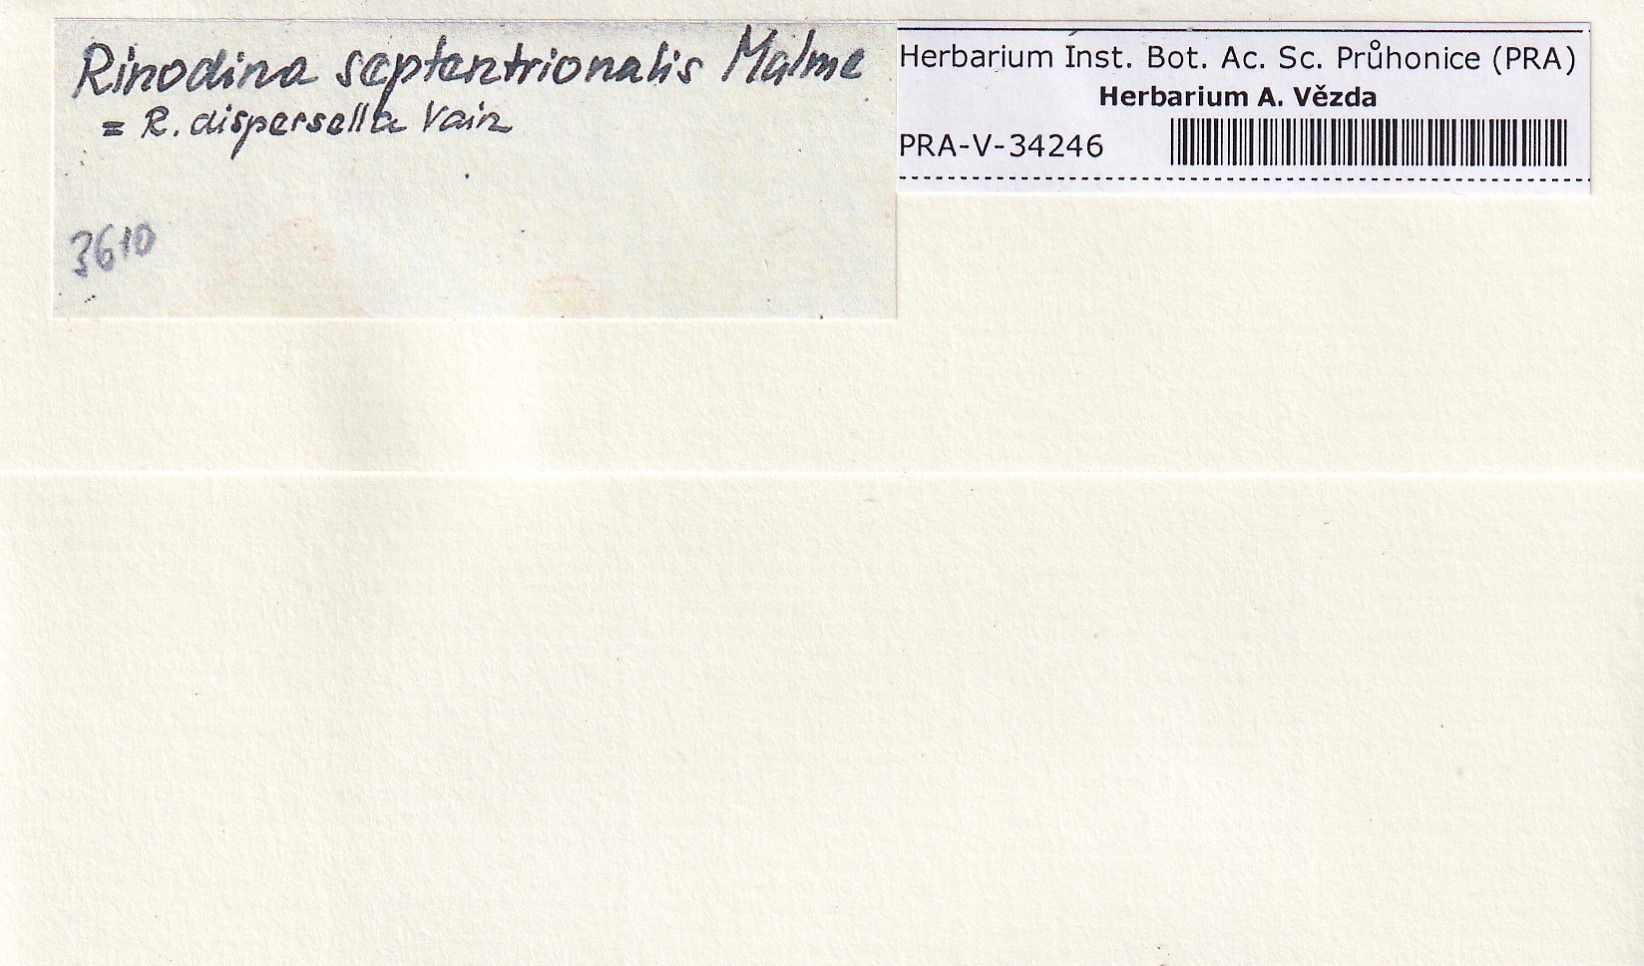 Rinodina septentrionalis Malme
= R. dispersella Vain
3610
Herbarium Inst. Bot. Ac. Sc. Průhonice (PRA)
Herbarium A. Vězda
PRA-V-34246